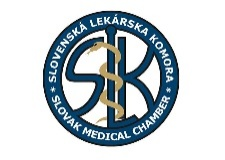 * SLOVENSKÁ LEKÁRSKA KOMORA *
SLK
SLOVAK MEDICAL CHAMBER